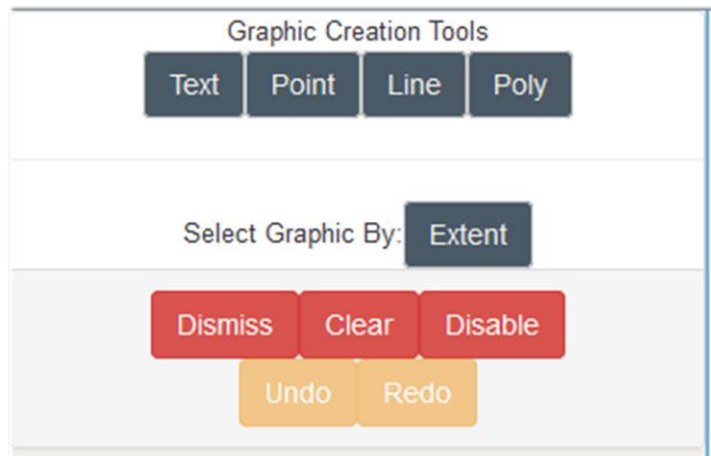 Graphic Creation Tools
Text Point Line Poly
Select Graphic By: Extent
Dismiss Clear Disable
Undo Redo